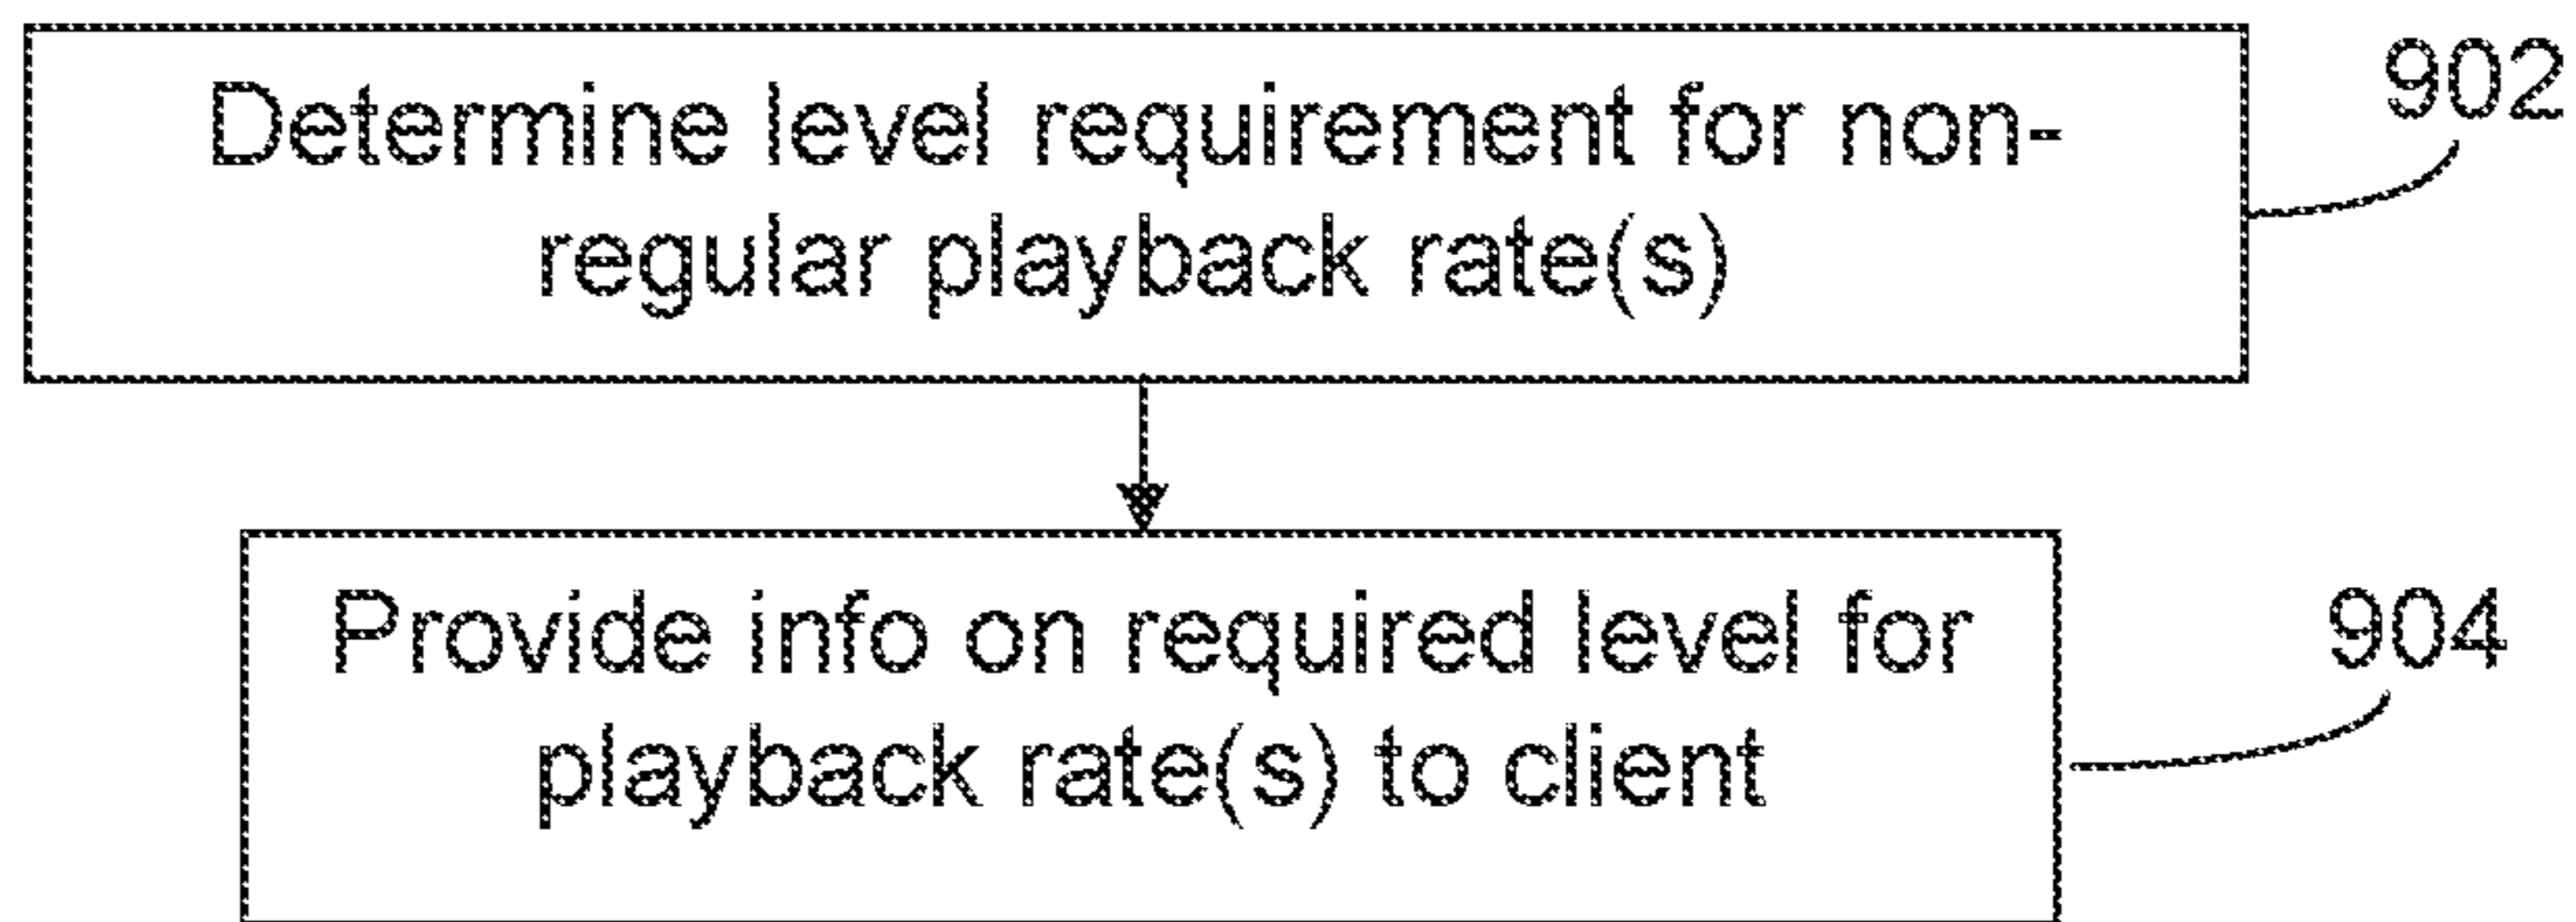 Determine level requirement for non-
regular playback rate(s)
902
Provide info on required level for
playback rate(s) to client
904